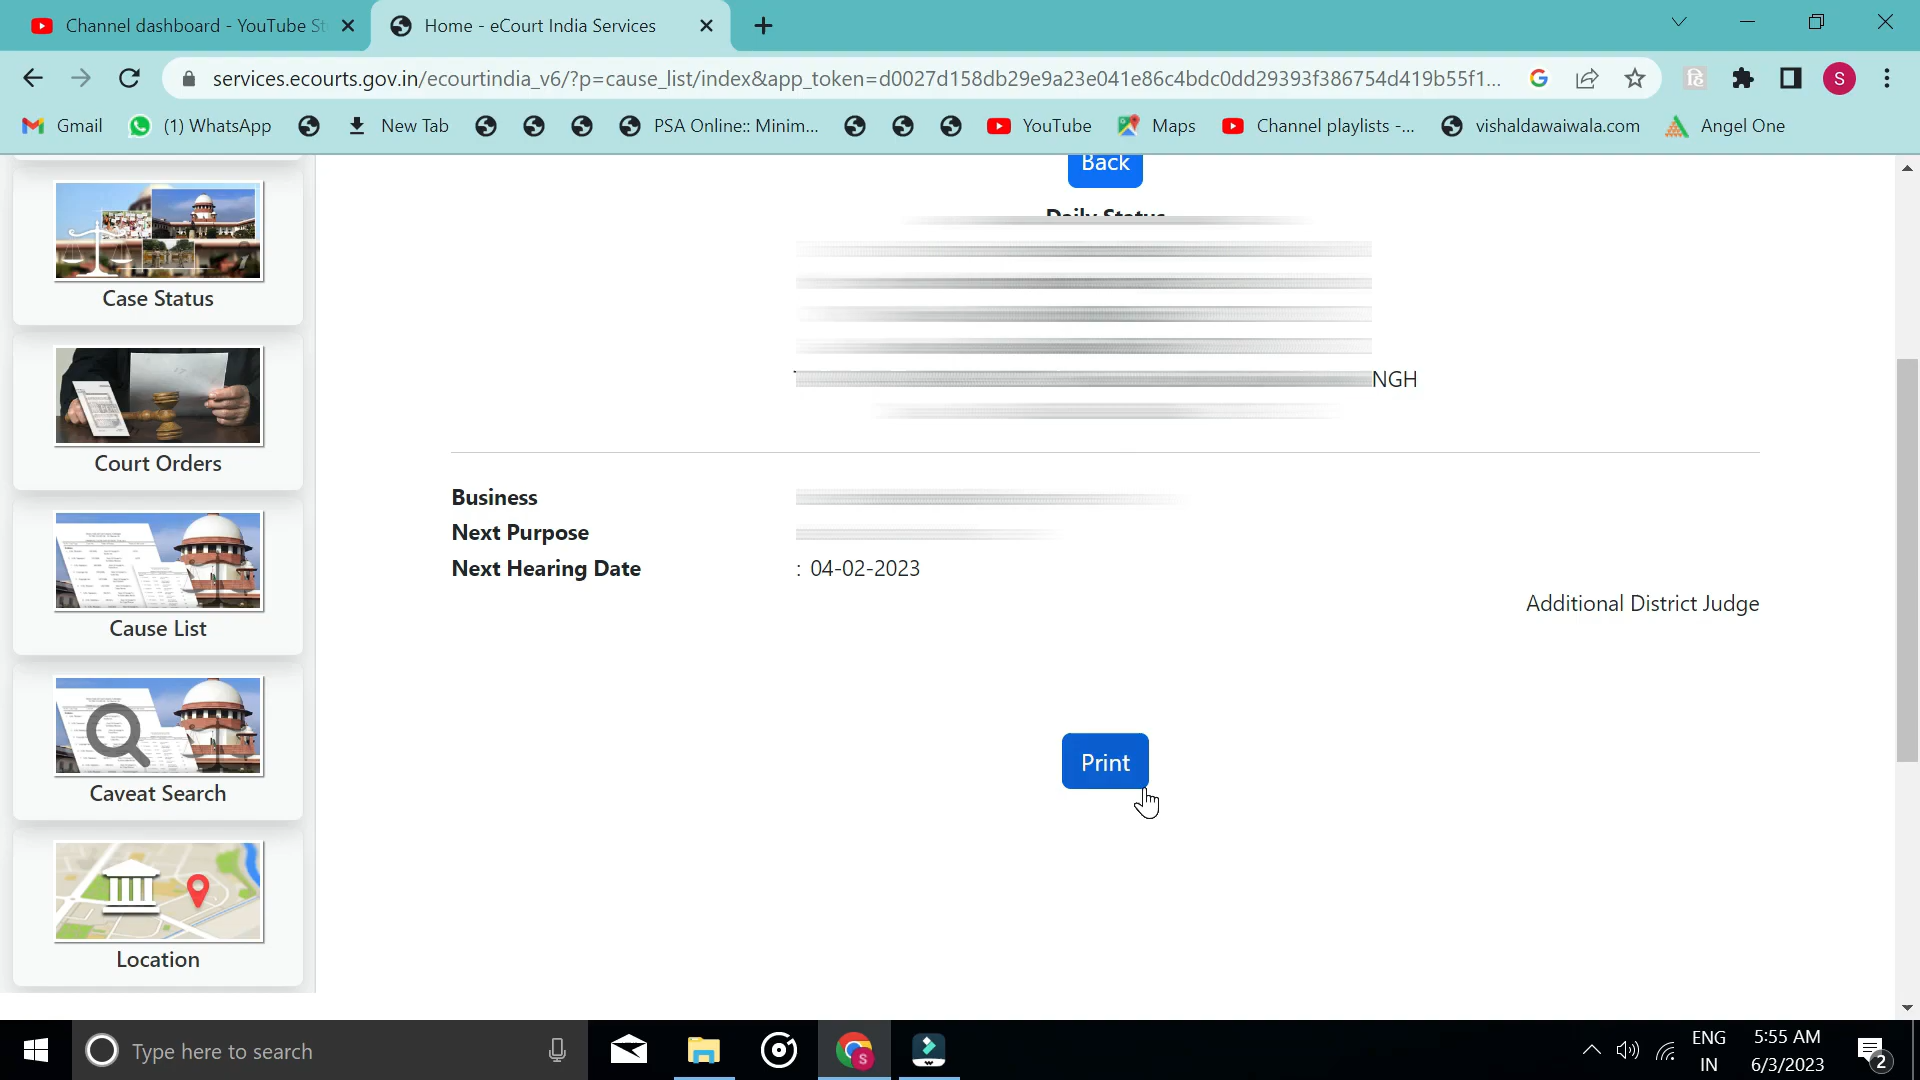 Channel dashboard - YouTube St
Home - eCourt India Services
services.ecourts.gov.in/ecourtindia_v6/?p=cause_list/index&app_token=d0027d158db29e9a23e041e86c4bdc0dd29393f386754d419b55f1...
S
Gmail
(1) WhatsApp
New Tab
PSA Online:: Minim...
YouTube
Maps
Channel playlists -...
vishaldawaiwala.com
Angel One
Back
Daily Status
NGH
Case Status
Court Orders
Business
Next Purpose
Next Hearing Date : 04-02-2023
Additional District Judge
Cause List
Print
Caveat Search
Location
Type here to search
S
ENG
IN
5:55 AM
6/3/2023
2